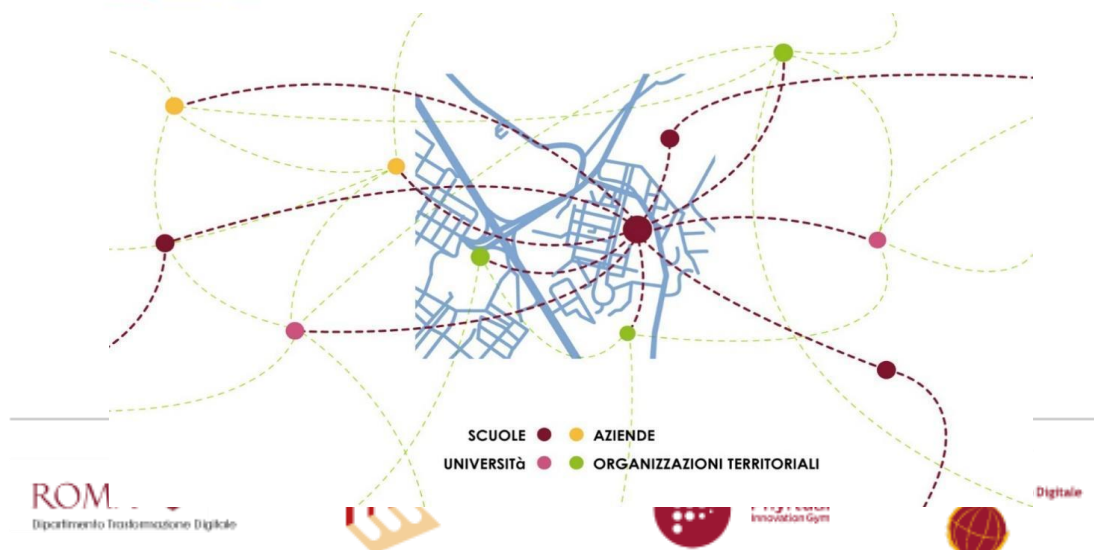 SCUOLE
AZIENDE
UNIVERSITà
ORGANIZZAZIONI TERRITORIALI
ROM
Dipartimento Trasformazione Digitale
Innovation Gym
Digitale